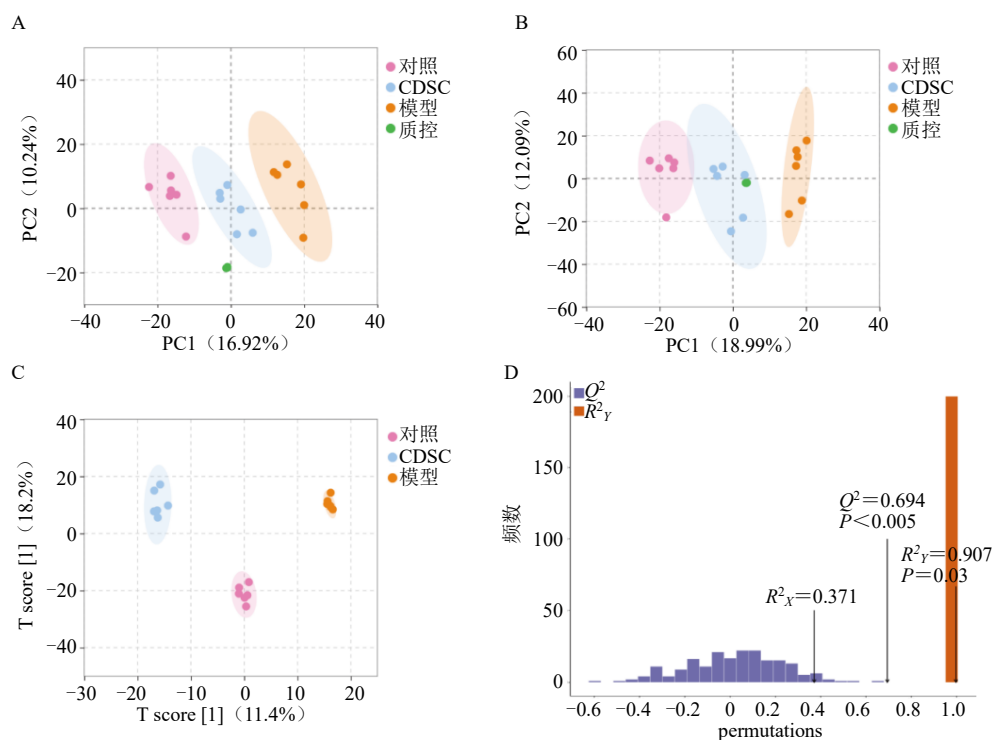 A
40
20
0
−20
−40
−20
0
20
40
PC2（10.24%）
PC1（16.92%）
对照
CDSC
模型
质控
B
60
40
20
0
−20
−40
−60
−40
−20
0
20
40
PC2（12.09%）
PC1（18.99%）
对照
CDSC
模型
质控
C
40
20
0
−20
−40
−30
−20
−10
0
10
20
T score [1]（18.2%）
T score [1]（11.4%）
对照
CDSC
模型
D
200
150
100
50
0
−0.6
−0.4
−0.2
0
0.2
0.4
0.6
0.8
1.0
频数
permutations
Q²
R²Y
Q²＝0.694
P＜0.005
R²Y＝0.907
P＝0.03
R²X＝0.371